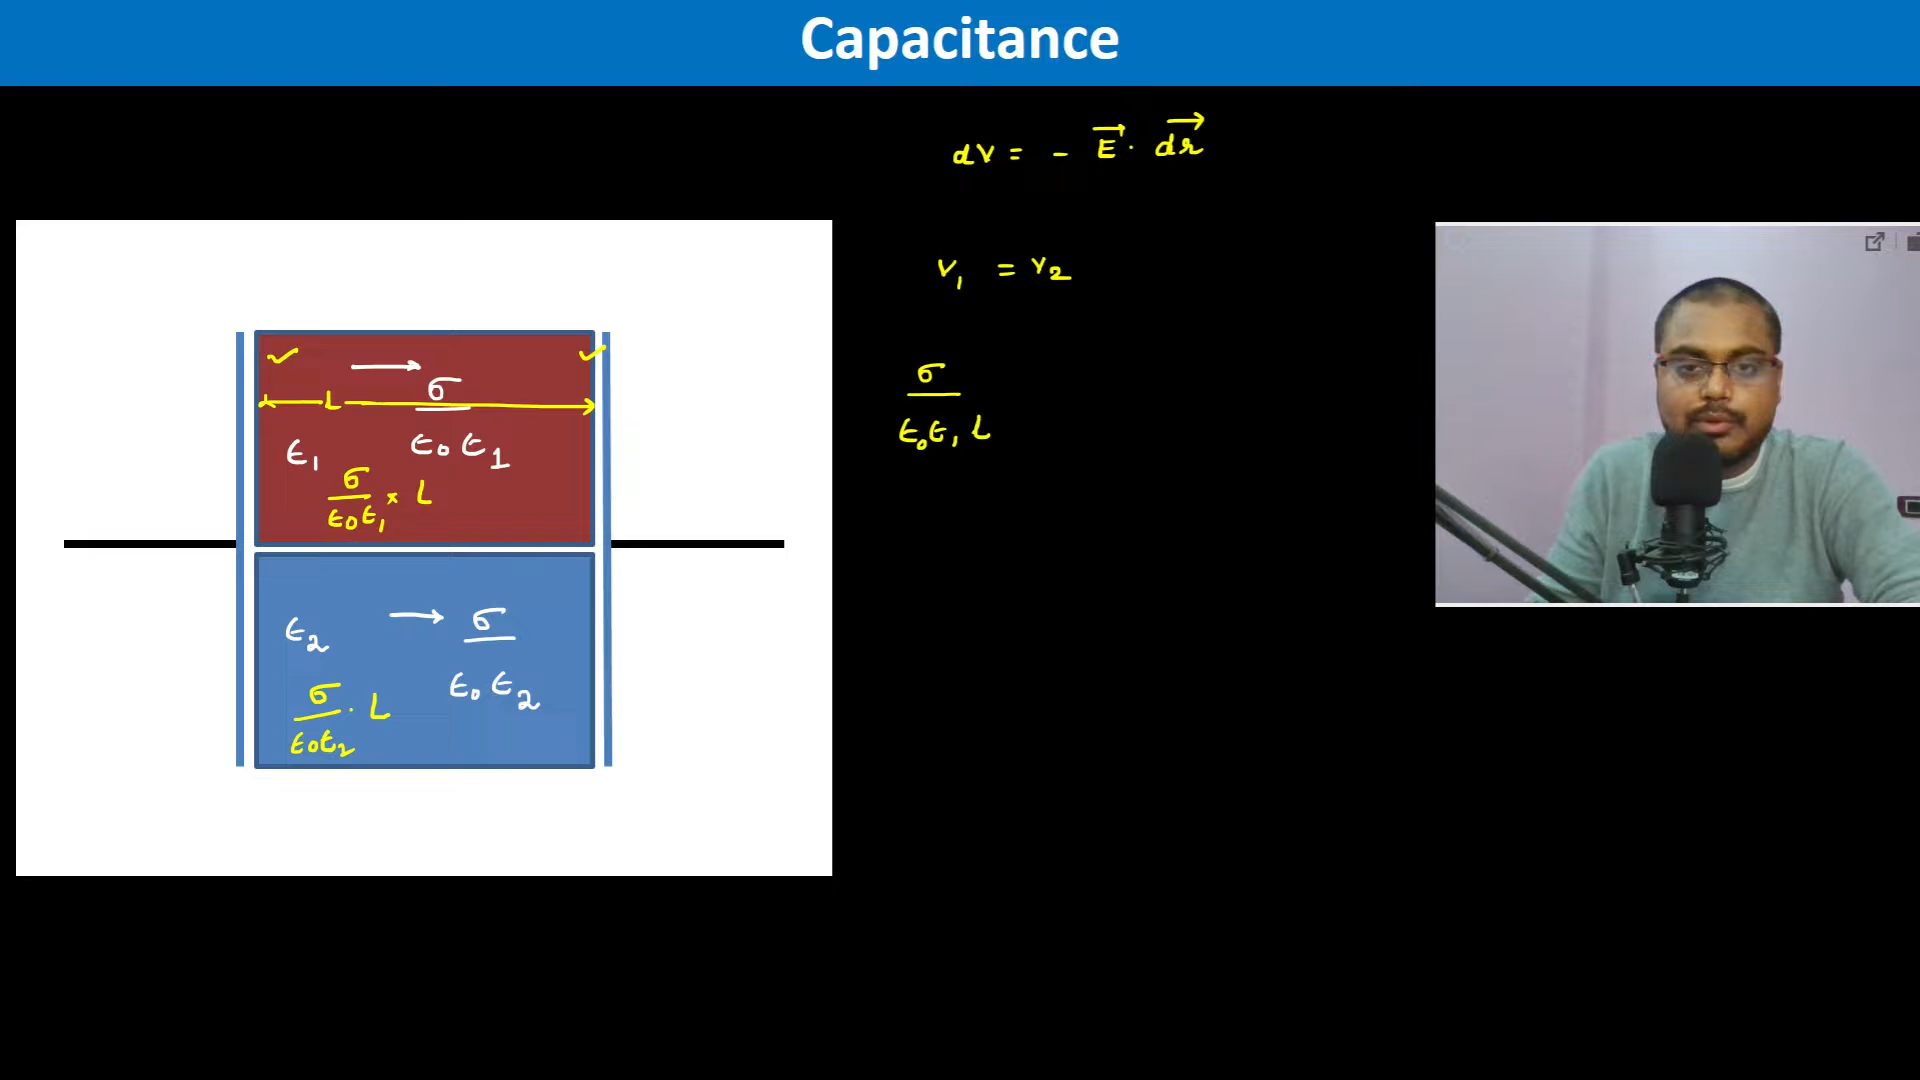 Capacitance
dV = - E⃗ · dr⃗
V₁ = V₂
σ
L
σ
ϵ₀ϵ₁ L
ϵ₁
ϵ₀ ϵ₁
σ
ϵ₀ϵ₁ × L
σ
ϵ₂
ϵ₀ ϵ₂
σ
ϵ₀ϵ₂ · L